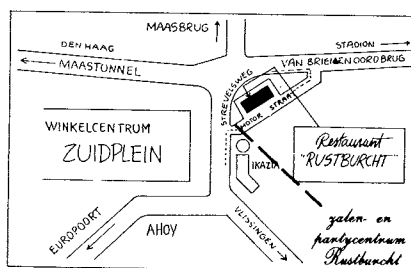 MAASBRUG
DEN HAAG
MAASTUNNEL
STADION
VAN BRIENENOORDBRUG
STREVELSWEG
MOTOR STRAAT
WINKELCENTRUM
ZUIDPLEIN
Restaurant
"RUSTBURCHT
IKAZIA
EUROPOORT
AHOY
VLISSINGEN
zalen- en
partycentrum
Rustburcht